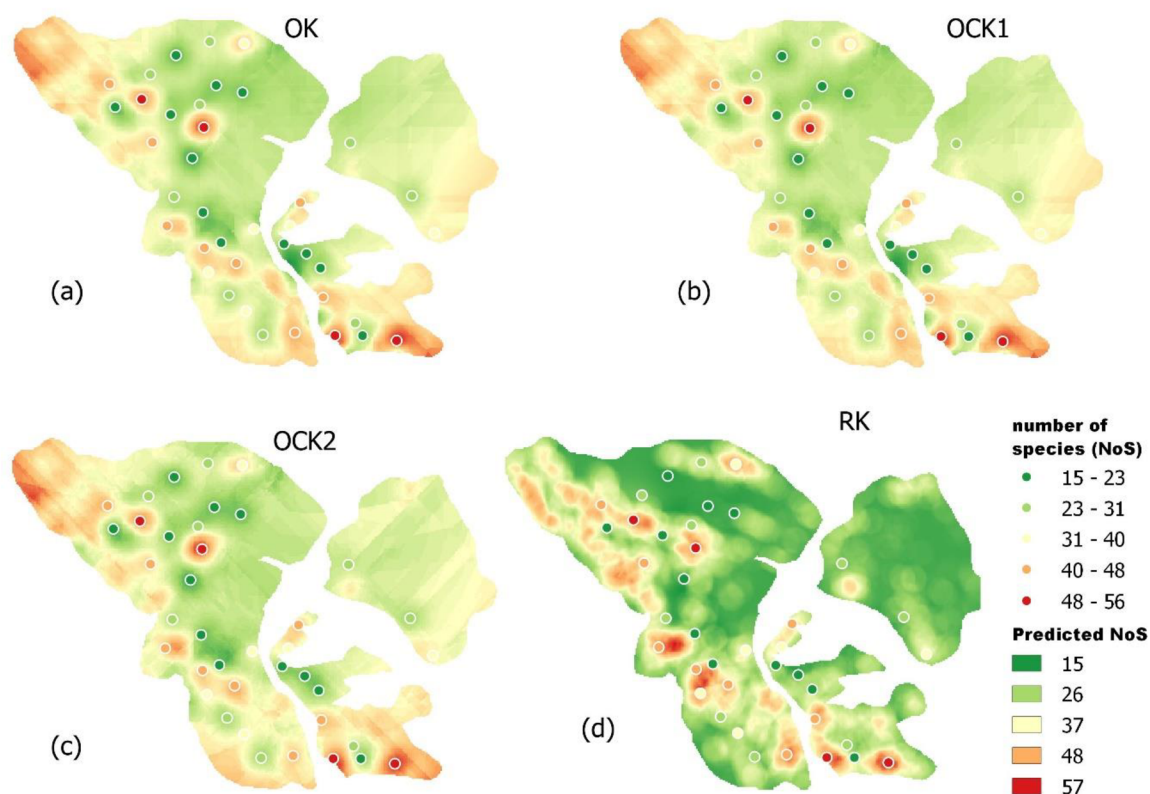 OK
(a)
OCK1
(b)
OCK2
(c)
RK
(d)
number of
species (NoS)
15 - 23
23 - 31
31 - 40
40 - 48
48 - 56
Predicted NoS
15
26
37
48
57